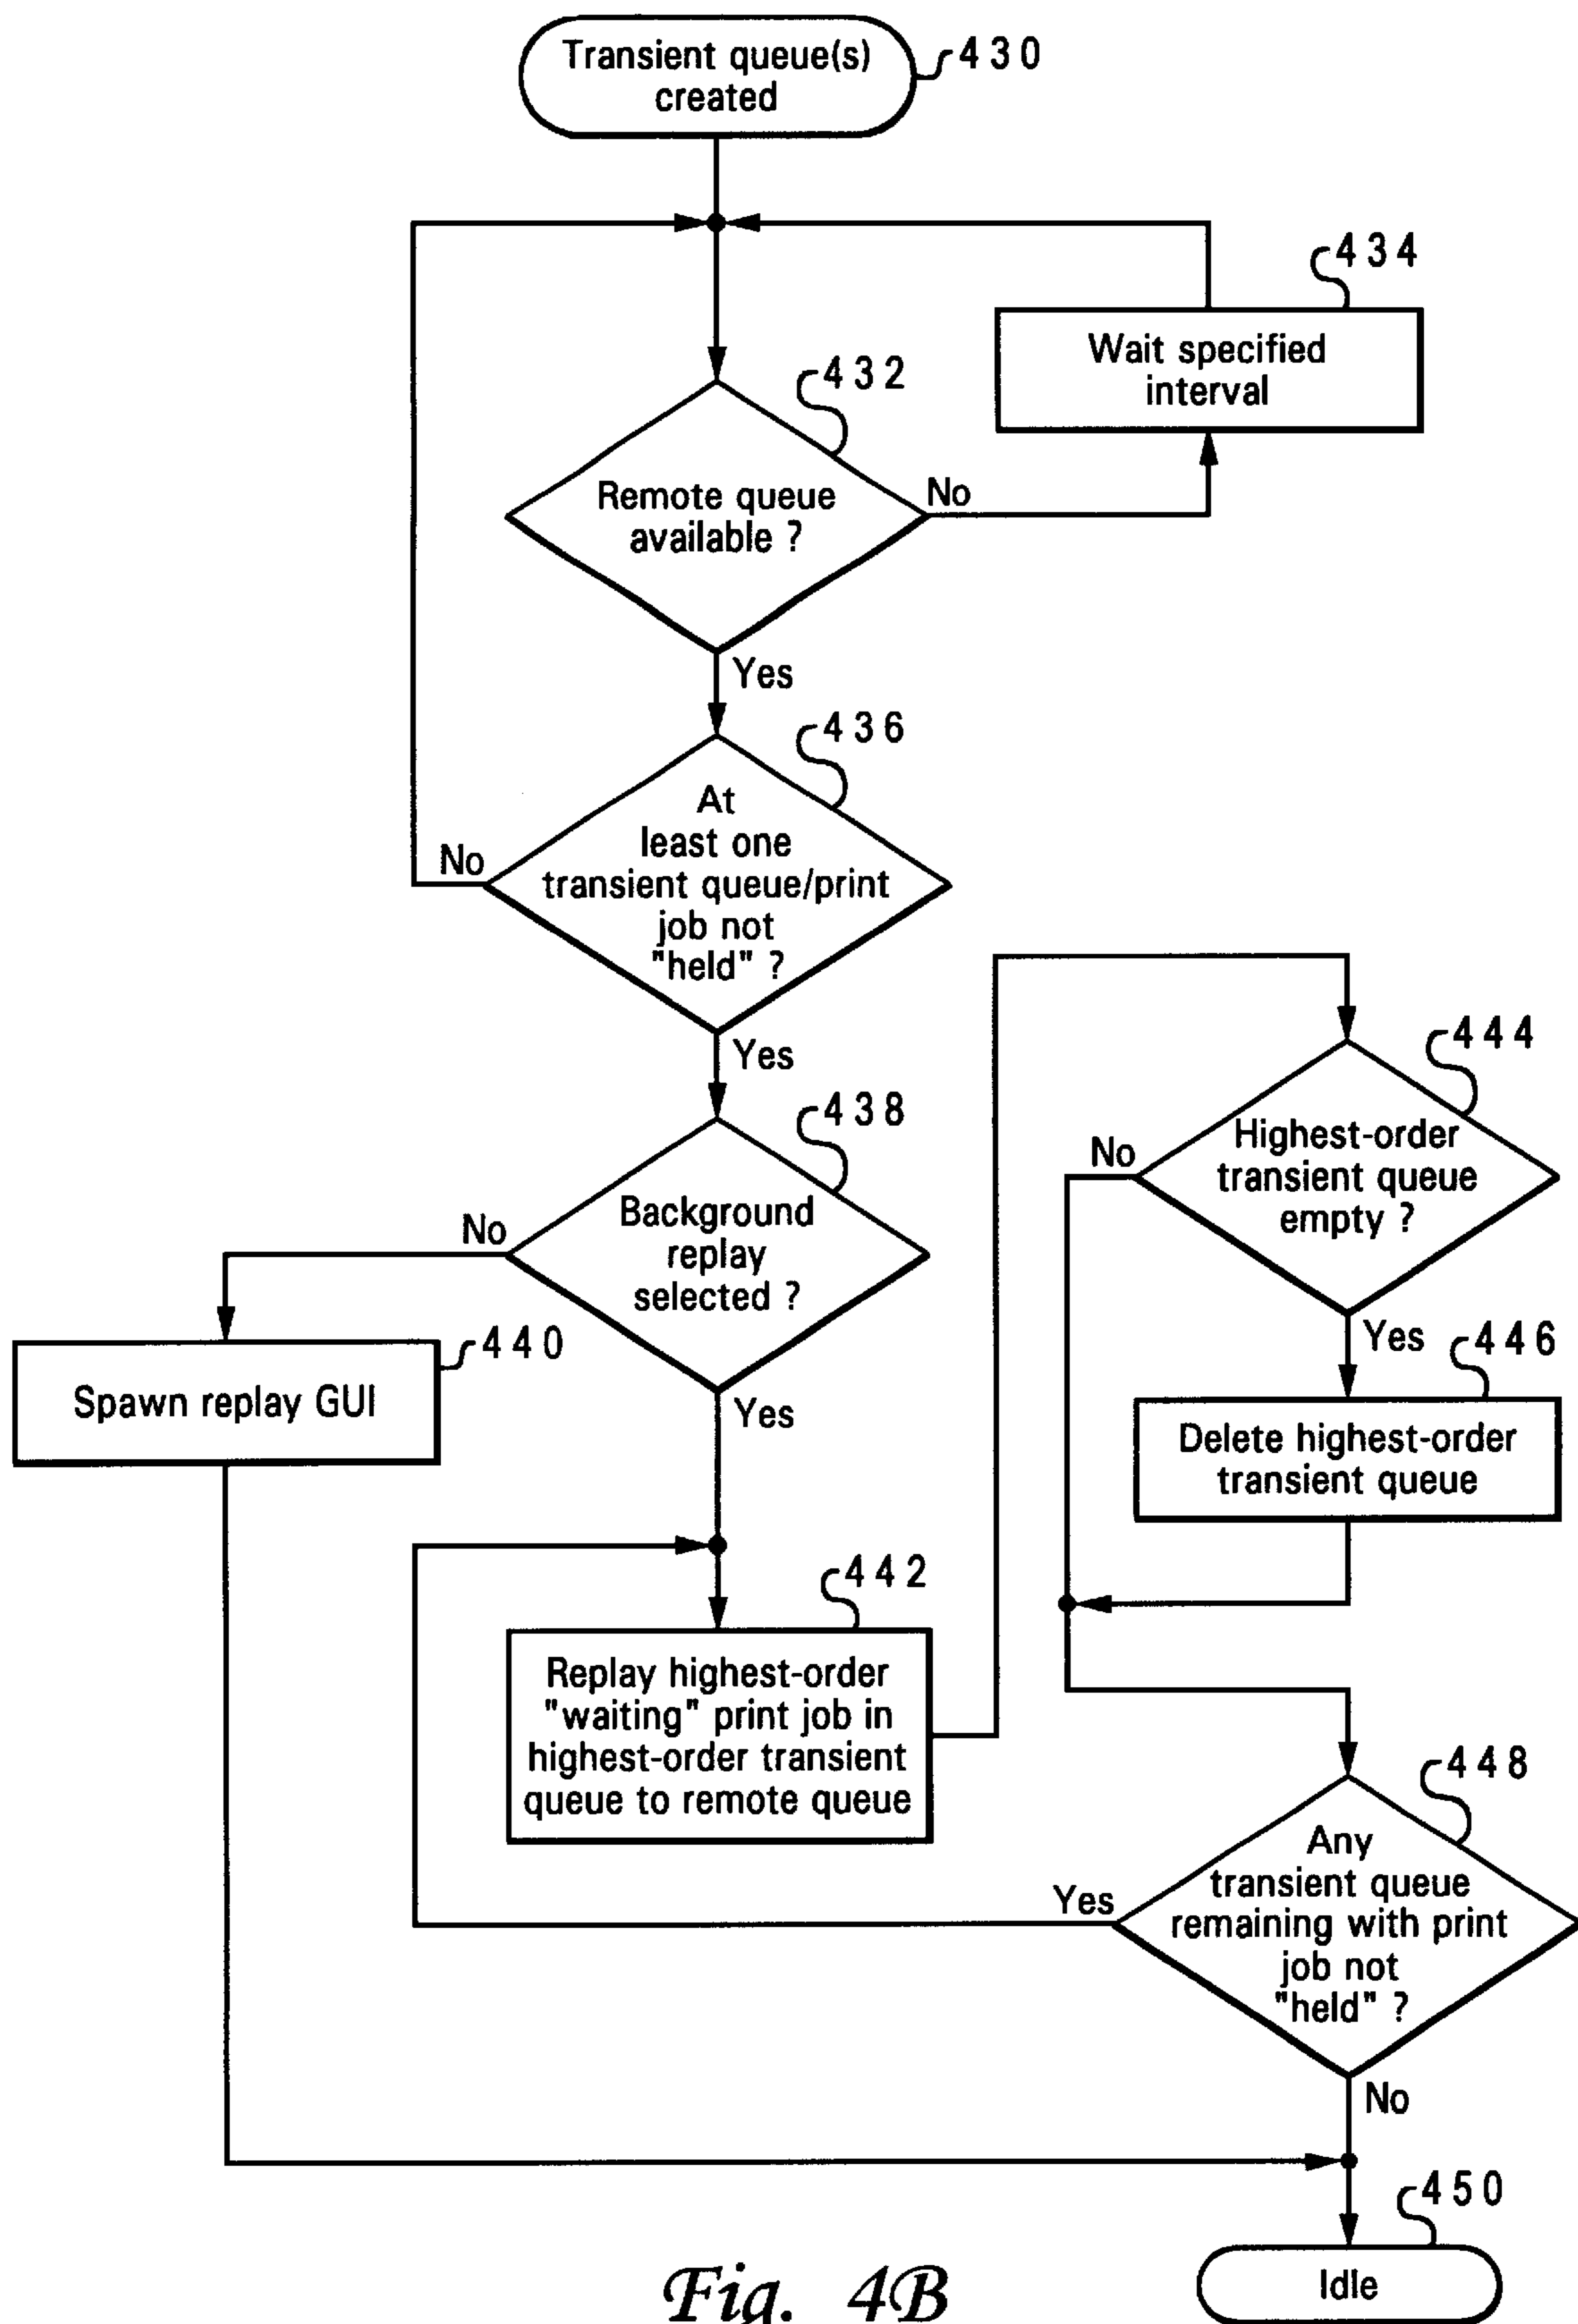 Transient queue(s)
created
430
434
Wait specified
interval
432
Remote queue
available ?
No
Yes
436
At
least one
transient queue/print
job not
"held" ?
No
Yes
438
Background
replay
selected ?
No
Yes
440
Spawn replay GUI
442
Replay highest-order
"waiting" print job in
highest-order transient
queue to remote queue
444
Highest-order
transient queue
empty ?
No
Yes
446
Delete highest-order
transient queue
448
Any
transient queue
remaining with print
job not
"held" ?
Yes
No
450
Idle
Fig. 4B